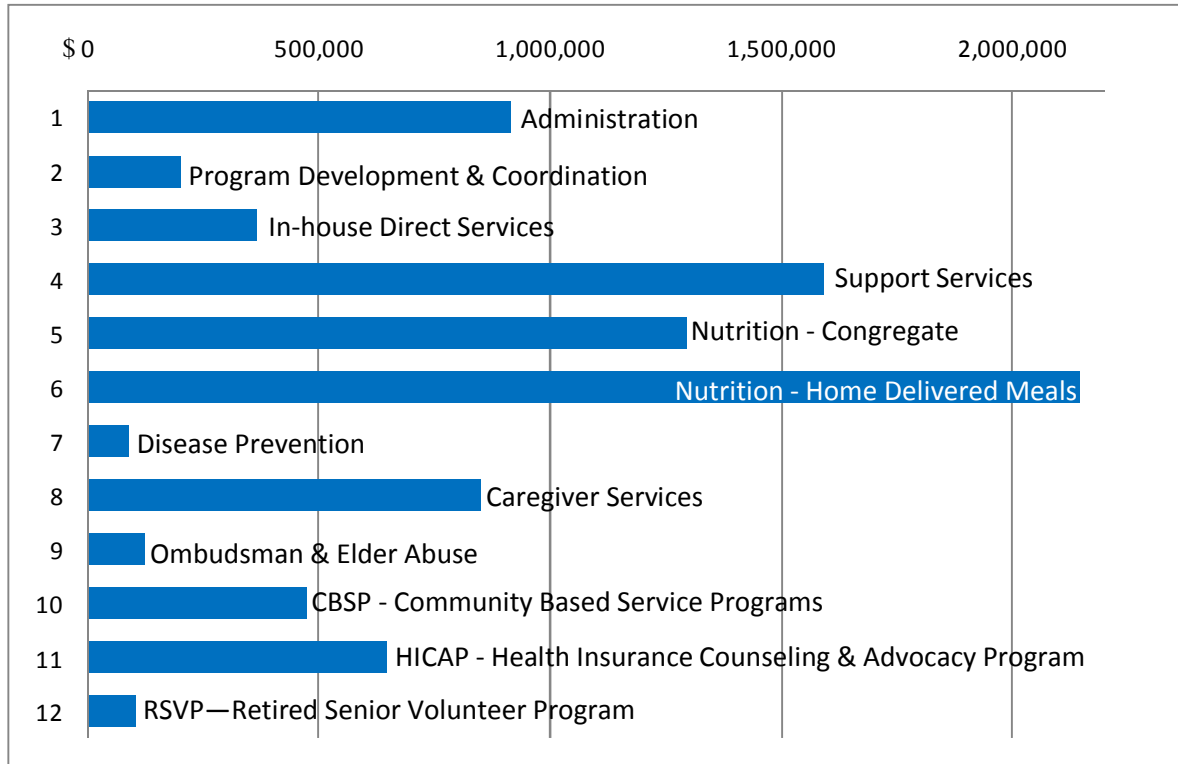 $ 0 500,000 1,000,000 1,500,000 2,000,000
1 Administration
2 Program Development & Coordination
3 In-house Direct Services
4 Support Services
5 Nutrition - Congregate
6 Nutrition - Home Delivered Meals
7 Disease Prevention
8 Caregiver Services
9 Ombudsman & Elder Abuse
10 CBSP - Community Based Service Programs
11 HICAP - Health Insurance Counseling & Advocacy Program
12 RSVP—Retired Senior Volunteer Program